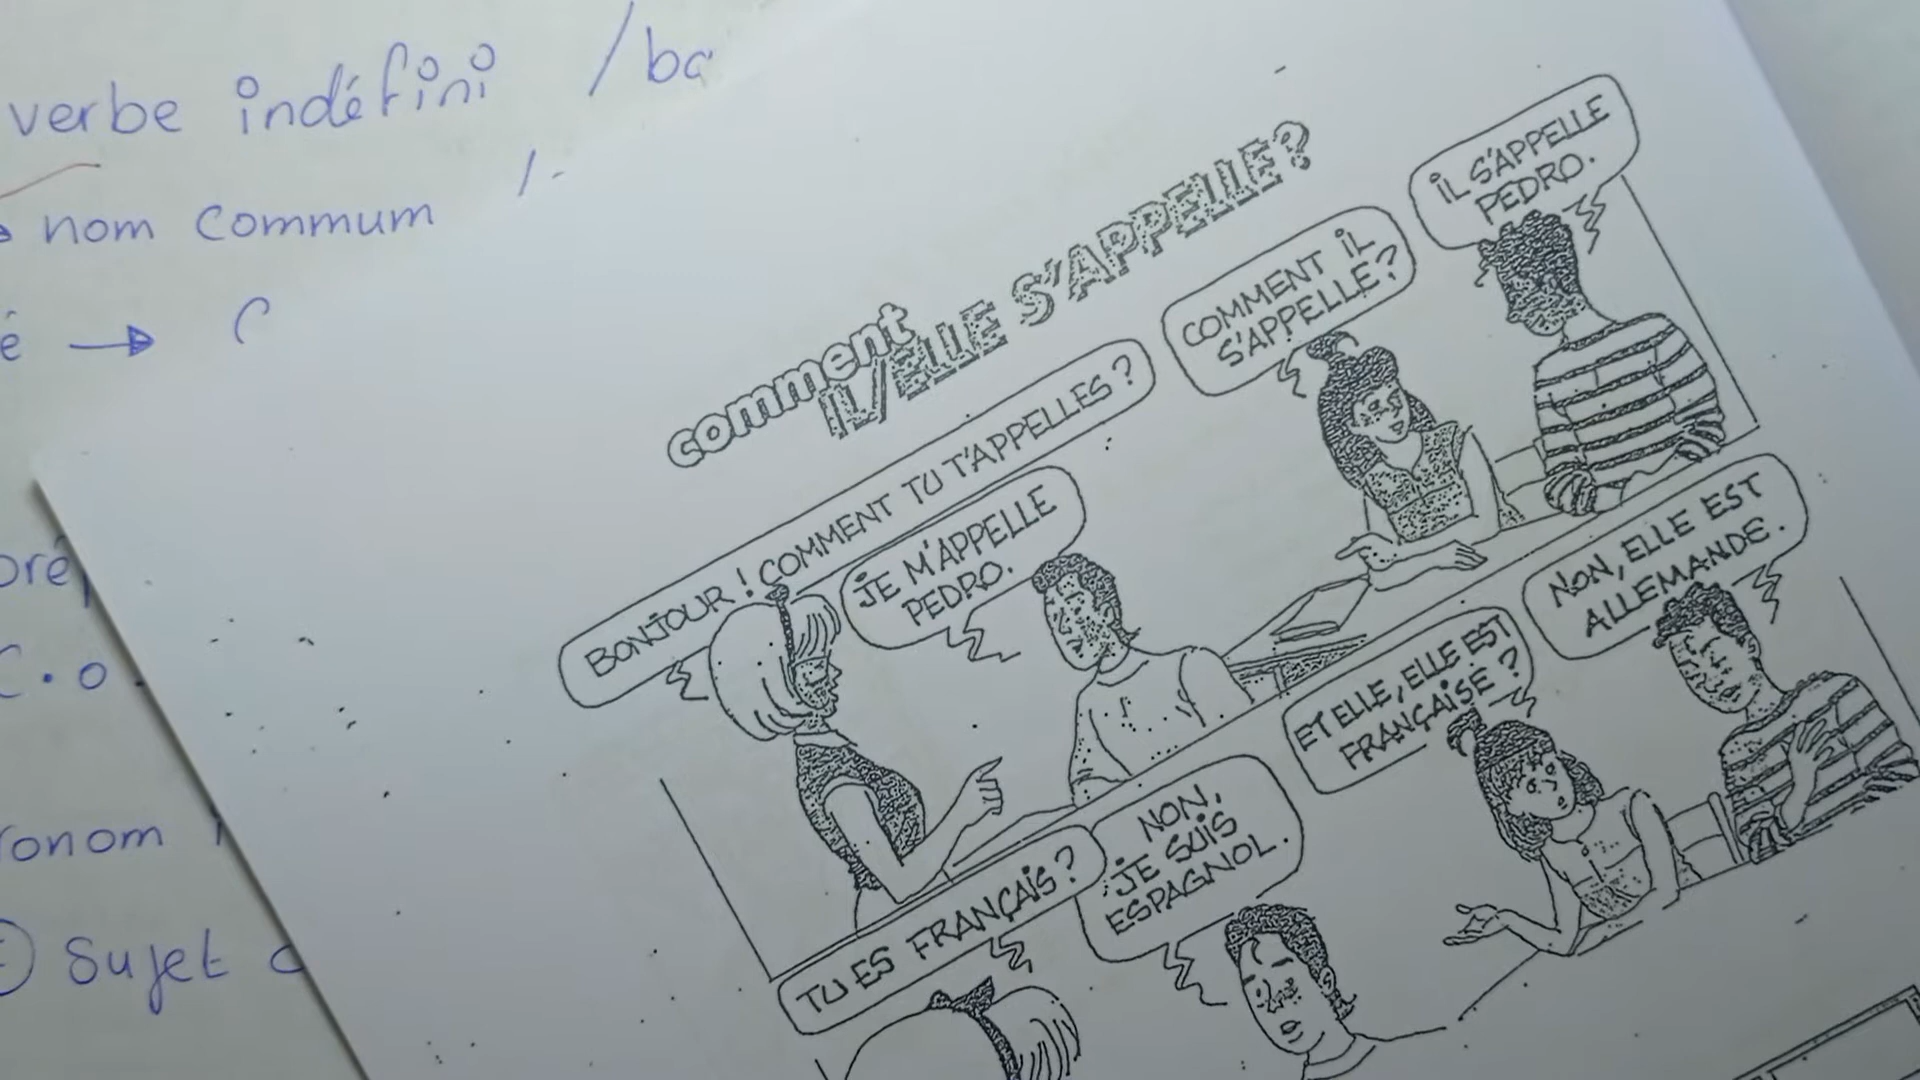 verbe indéfini /ba
nom commum
é → C
pré
C.O.
ronom
Sujet c
comment
IL/ELLE S'APPELLE?
BONJOUR ! COMMENT TU T'APPELLES ?
JE M'APPELLE
PEDRO.
COMMENT IL
S'APPELLE?
IL S'APPELLE
PEDRO.
TU ES FRANÇAIS ?
NON,
JE SUIS
ESPAGNOL.
ET ELLE, ELLE EST
FRANÇAISE ?
NON, ELLE EST
ALLEMANDE.